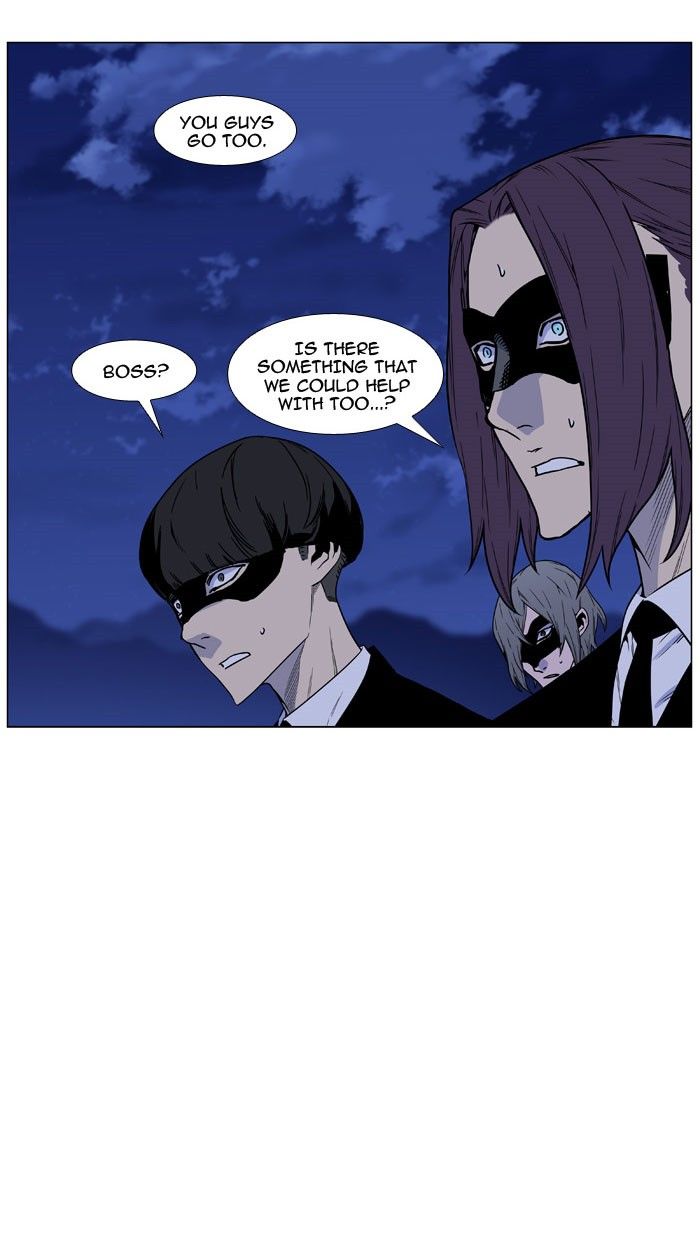 YOU GUYS
GO TOO.
BOSS?
IS THERE
SOMETHING THAT
WE COULD HELP
WITH TOO...?